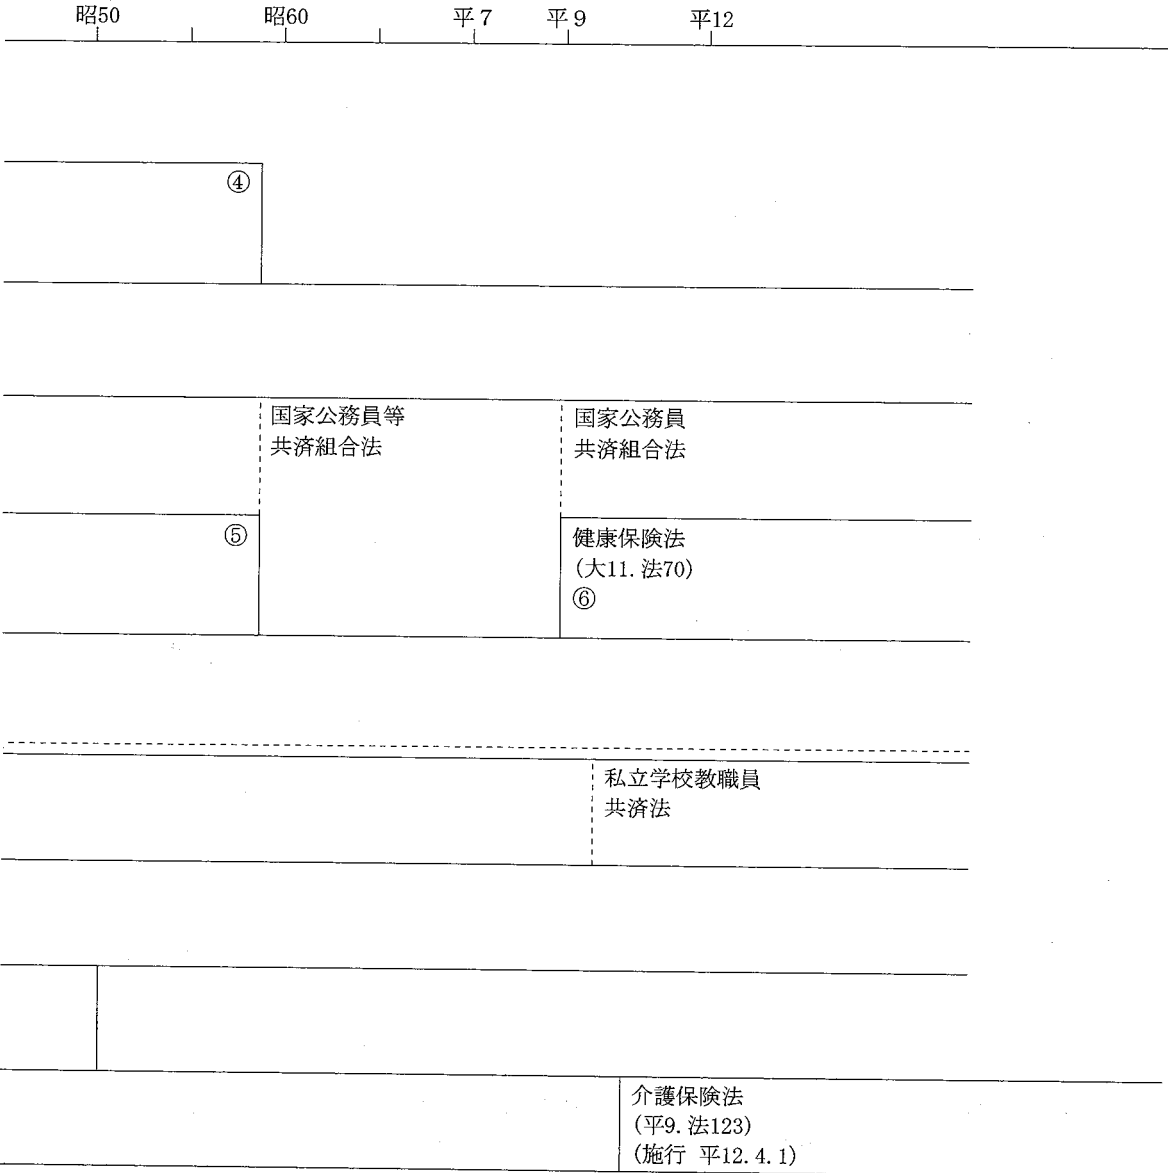 昭50 昭60 平7 平9 平12
④
国家公務員等
共済組合法
国家公務員
共済組合法
⑤
健康保険法
(大11. 法70)
⑥
私立学校教職員
共済法
介護保険法
(平9. 法123)
(施行 平12. 4. 1)